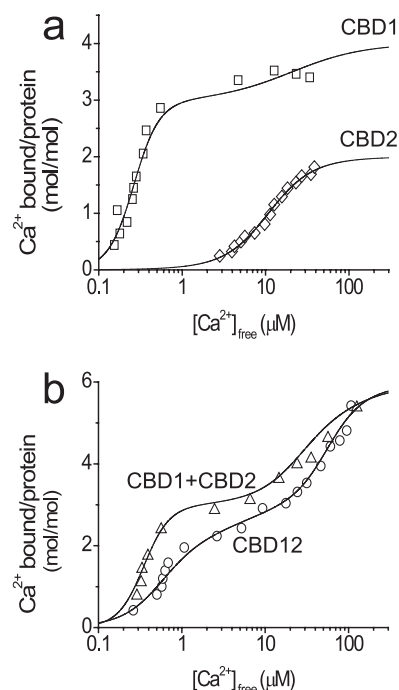 a
CBD1
CBD2
4
3
2
1
0
Ca2+ bound/protein
(mol/mol)
0.1
1
10
100
[Ca2+]free (μM)
b
6
4
2
0
CBD1+CBD2
CBD12
Ca2+ bound/protein
(mol/mol)
0.1
1
10
100
[Ca2+]free (μM)